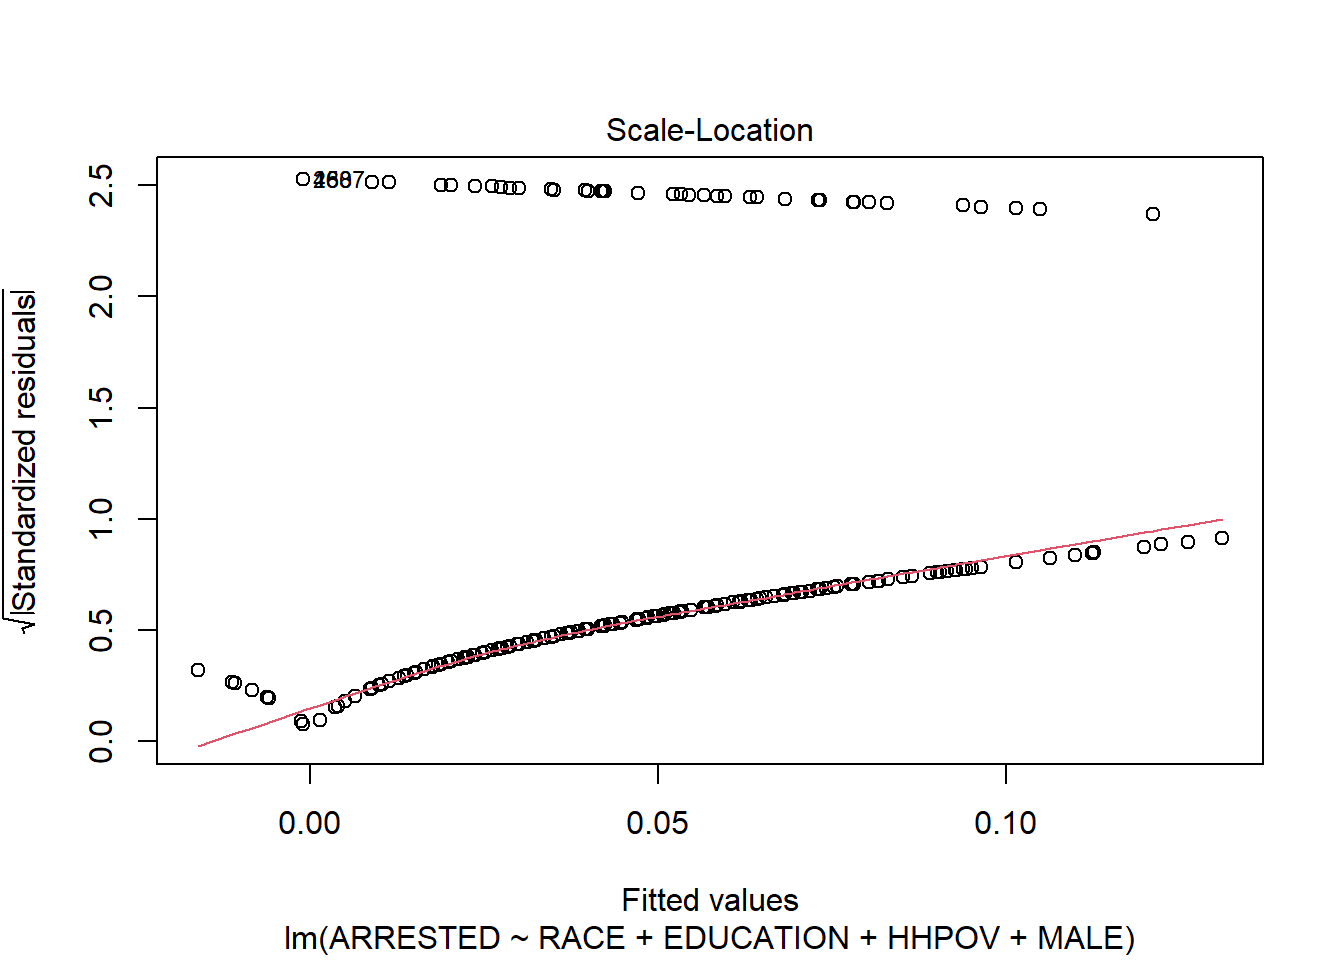 Scale-Location
√|Standardized residuals|
2.5
2.0
1.5
1.0
0.5
0.0
0.00 0.05 0.10
Fitted values
lm(ARRESTED ~ RACE + EDUCATION + HHPOV + MALE)